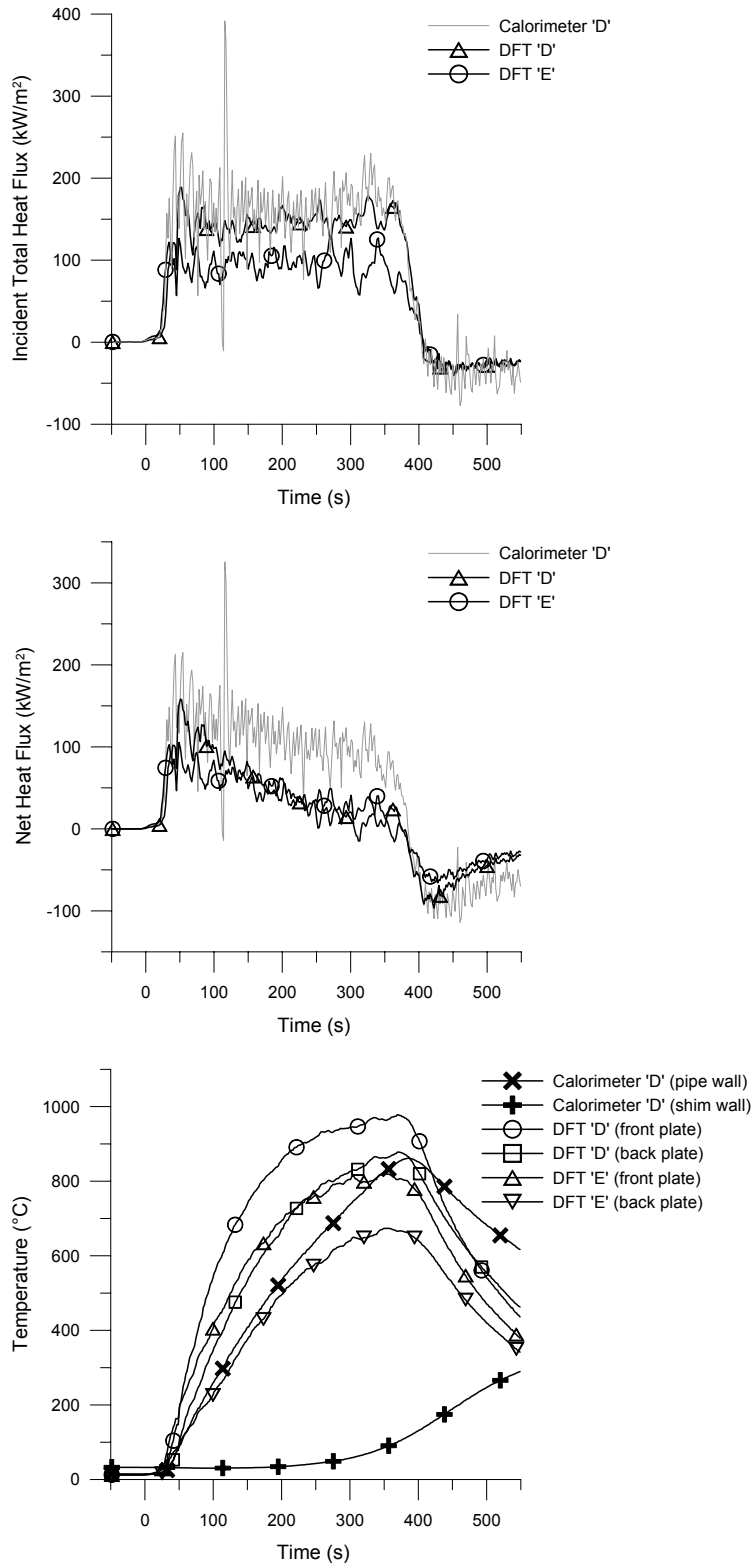 Calorimeter 'D'
DFT 'D'
DFT 'E'
Incident Total Heat Flux (kW/m²)
400
300
200
100
0
-100
0 100 200 300 400 500
Time (s)
Calorimeter 'D'
DFT 'D'
DFT 'E'
Net Heat Flux (kW/m²)
300
200
100
0
-100
0 100 200 300 400 500
Time (s)
Calorimeter 'D' (pipe wall)
Calorimeter 'D' (shim wall)
DFT 'D' (front plate)
DFT 'D' (back plate)
DFT 'E' (front plate)
DFT 'E' (back plate)
Temperature (°C)
1000
800
600
400
200
0
0 100 200 300 400 500
Time (s)